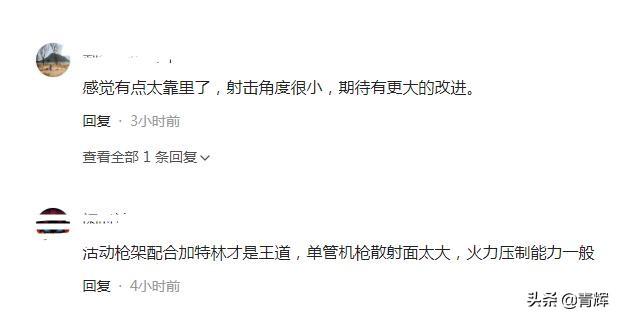 感觉有点太靠里了，射击角度很小，期待有更大的改进。
回复 · 3小时前
查看全部 1 条回复
活动枪架配合加特林才是王道，单管机枪散射面太大，火力压制能力一般
回复 · 4小时前
头条 @青辉